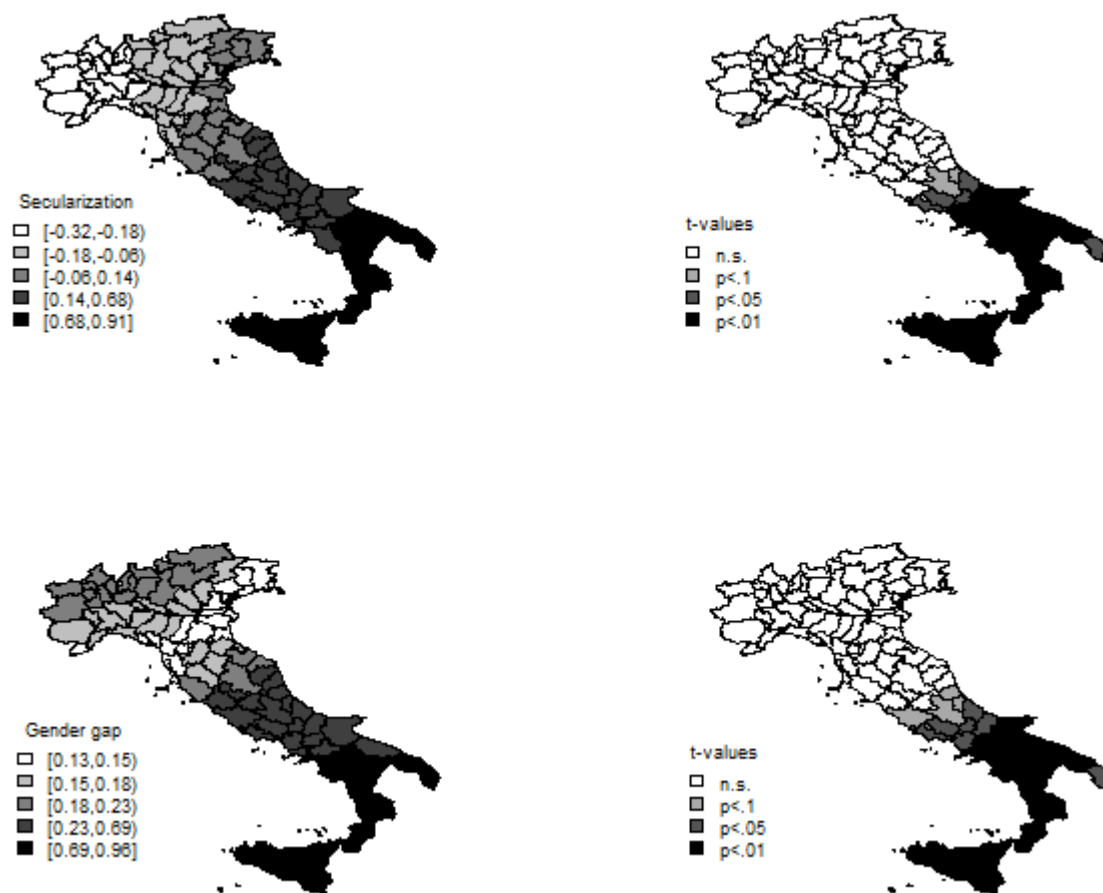 Secularization
[-0.32,-0.18)
[-0.18,-0.06)
[-0.06,0.14)
[0.14,0.68)
[0.68,0.91]
t-values
n.s.
p<.1
p<.05
p<.01
Gender gap
[0.13,0.15)
[0.15,0.18)
[0.18,0.23)
[0.23,0.69)
[0.69,0.96]
t-values
n.s.
p<.1
p<.05
p<.01